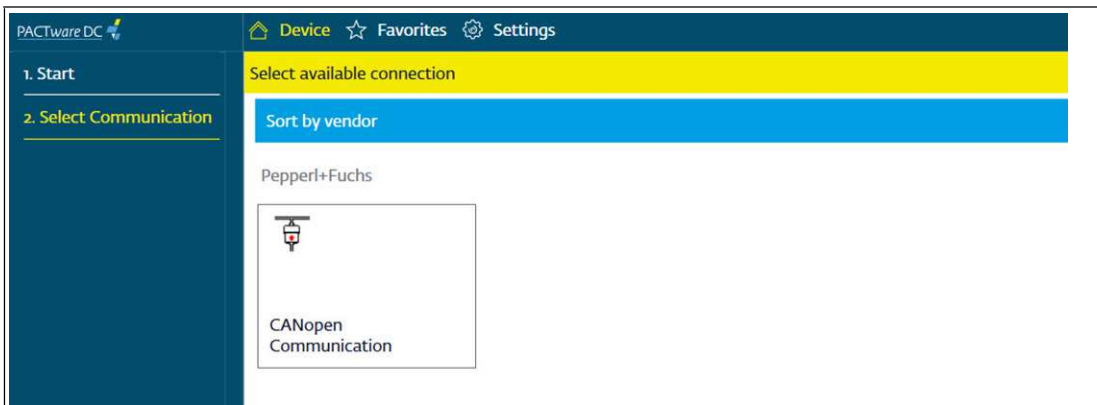 PACTware DC
Device Favorites Settings
1. Start
Select available connection
2. Select Communication
Sort by vendor
Pepperl+Fuchs
CANopen
Communication